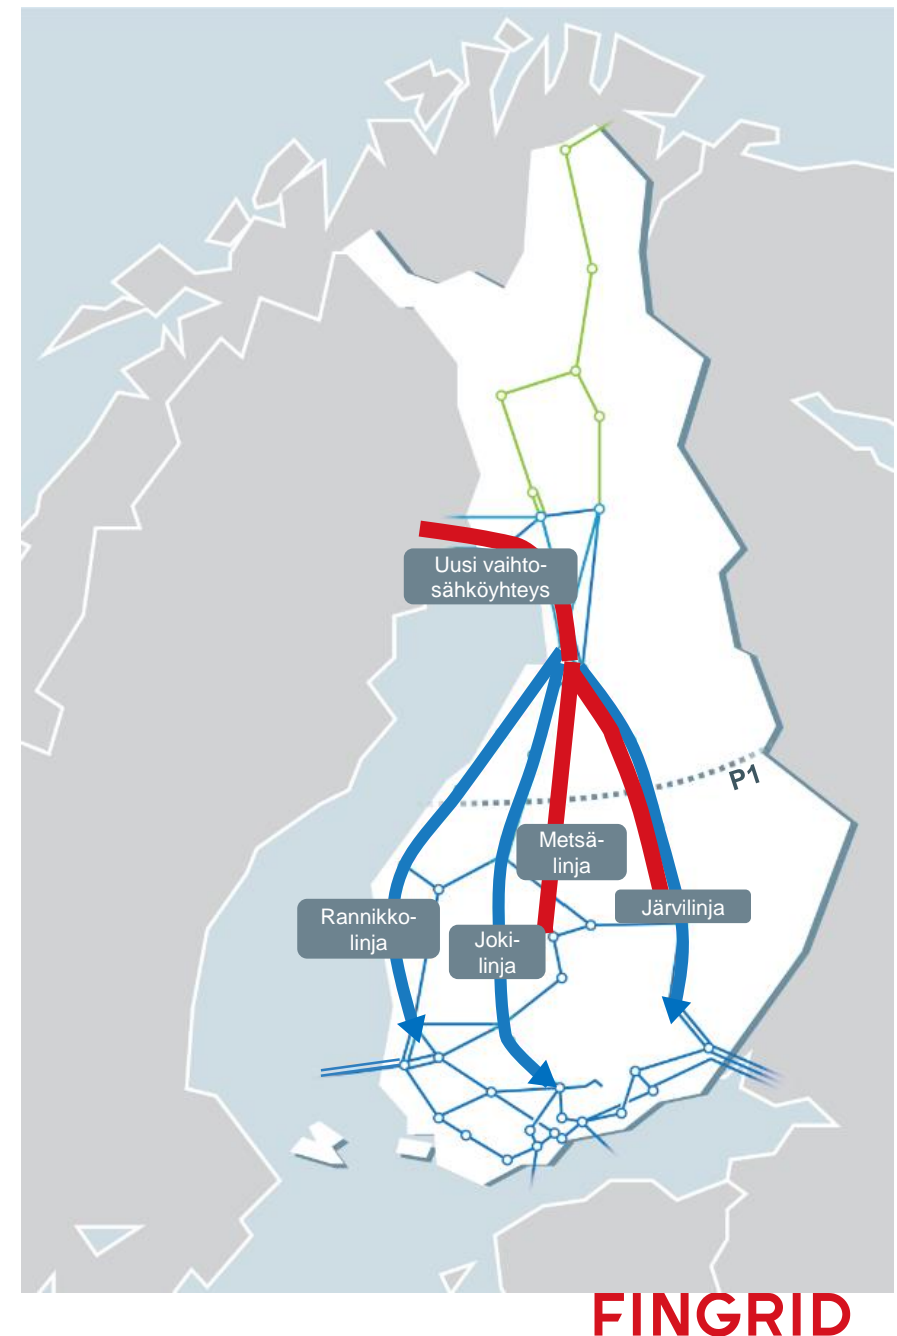 Uusi vaihto-
sähköyhteys
P1
Metsä-
linja
Järvilinja
Rannikko-
linja
Joki-
linja
FINGRID